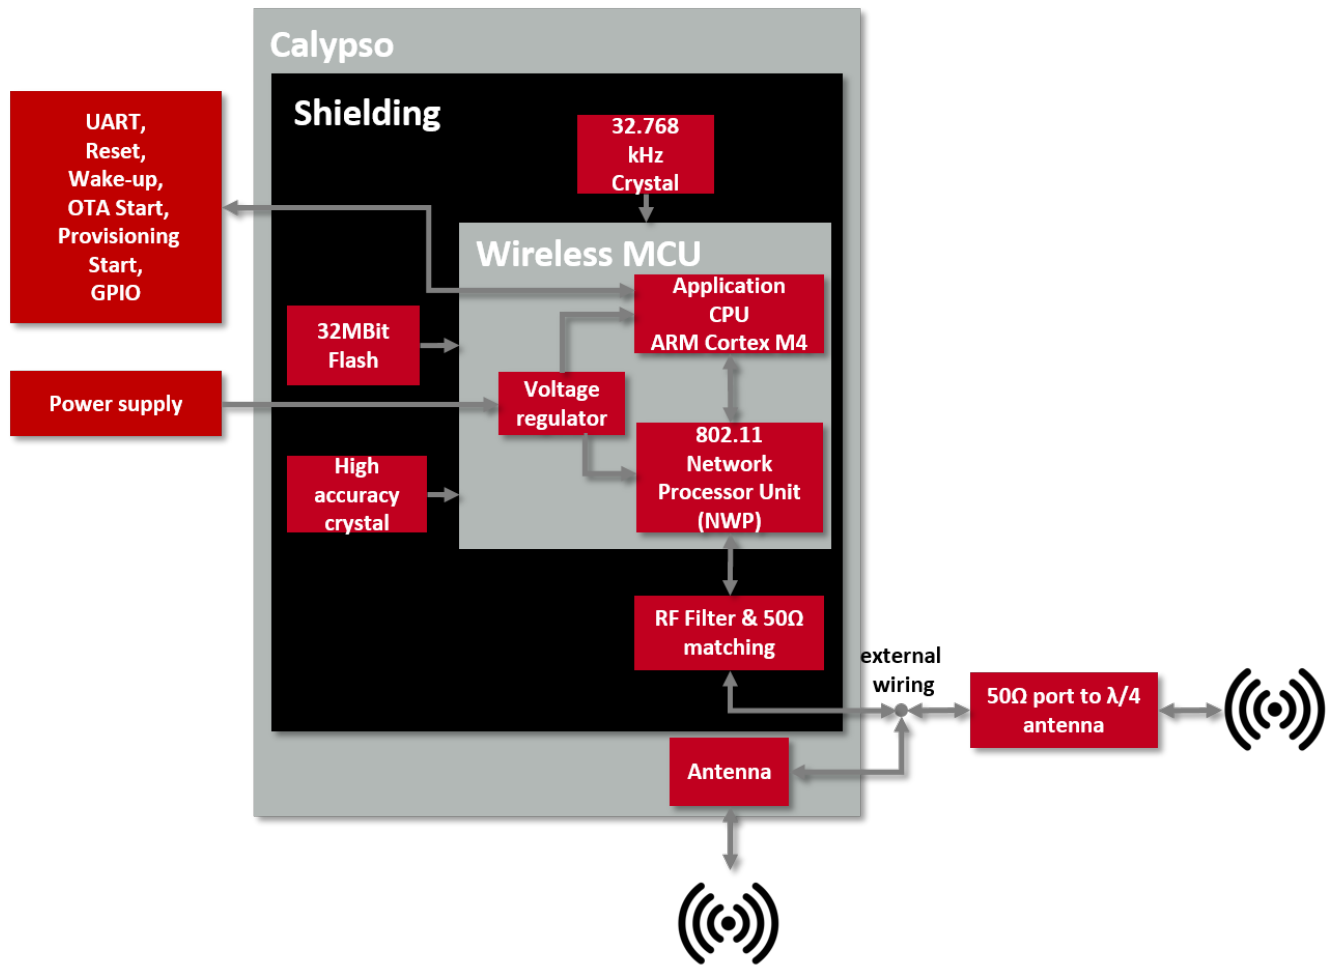 Calypso
Shielding
UART,
Reset,
Wake-up,
OTA Start,
Provisioning
Start,
GPIO
32.768
kHz
Crystal
Wireless MCU
Application
CPU
ARM Cortex M4
32MBit
Flash
Power supply
Voltage
regulator
802.11
Network
Processor Unit
(NWP)
High
accuracy
crystal
RF Filter & 50Ω
matching
external
wiring
50Ω port to λ/4
antenna
Antenna